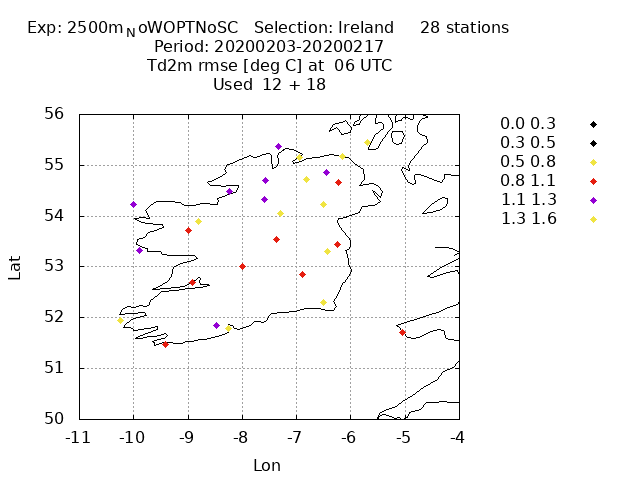 Exp: 2500m_NoWOPTNoSC Selection: Ireland 28 stations
Period: 20200203-20200217
Td2m rmse [deg C] at 06 UTC
Used 12 + 18
56
55
54
53
52
51
50
-11 -10 -9 -8 -7 -6 -5 -4
Lat
Lon
0.0 0.3
0.3 0.5
0.5 0.8
0.8 1.1
1.1 1.3
1.3 1.6